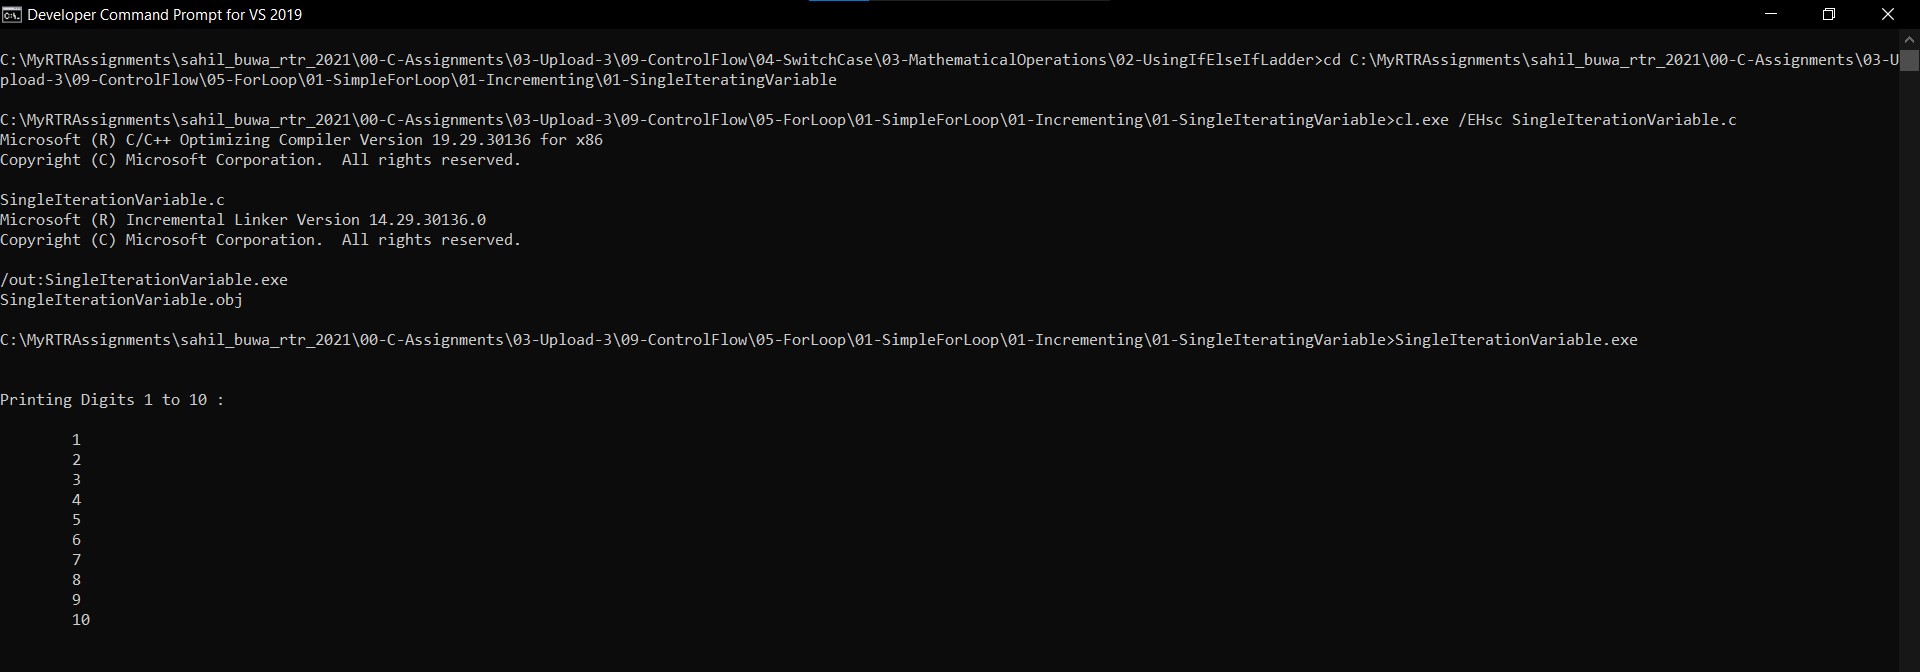 Developer Command Prompt for VS 2019
C:\MyRTRAssignments\sahil_buwa_rtr_2021\00-C-Assignments\03-Upload-3\09-ControlFlow\04-SwitchCase\03-MathematicalOperations\02-UsingIfElseIfLadder>cd C:\MyRTRAssignments\sahil_buwa_rtr_2021\00-C-Assignments\03-U
pload-3\09-ControlFlow\05-ForLoop\01-SimpleForLoop\01-Incrementing\01-SingleIteratingVariable
C:\MyRTRAssignments\sahil_buwa_rtr_2021\00-C-Assignments\03-Upload-3\09-ControlFlow\05-ForLoop\01-SimpleForLoop\01-Incrementing\01-SingleIteratingVariable>cl.exe /EHsc SingleIterationVariable.c
Microsoft (R) C/C++ Optimizing Compiler Version 19.29.30136 for x86
Copyright (C) Microsoft Corporation.  All rights reserved.
SingleIterationVariable.c
Microsoft (R) Incremental Linker Version 14.29.30136.0
Copyright (C) Microsoft Corporation.  All rights reserved.
/out:SingleIterationVariable.exe
SingleIterationVariable.obj
C:\MyRTRAssignments\sahil_buwa_rtr_2021\00-C-Assignments\03-Upload-3\09-ControlFlow\05-ForLoop\01-SimpleForLoop\01-Incrementing\01-SingleIteratingVariable>SingleIterationVariable.exe
Printing Digits 1 to 10 :
1
2
3
4
5
6
7
8
9
10